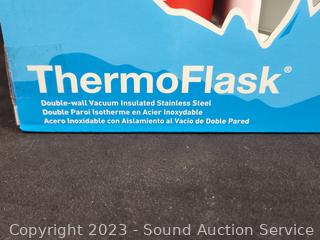 ThermoFlask®
Double-wall Vacuum Insulated Stainless Steel
Double Paroi Isotherme en Acier Inoxydable
Acero Inoxidable con Aislamiento al Vacío de Doble Pared
Copyright 2023 - Sound Auction Service